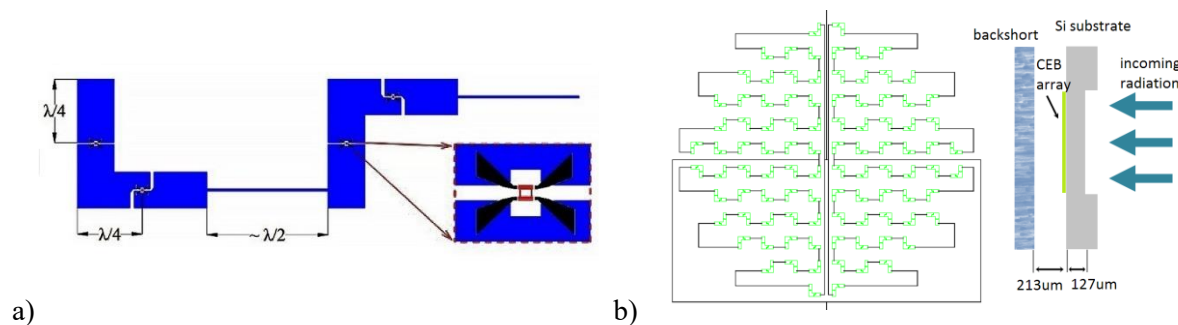 λ/4
λ/4
~ λ/2
a)
b)
Si substrate
backshort
CEB
array
incoming
radiation
213um
127um